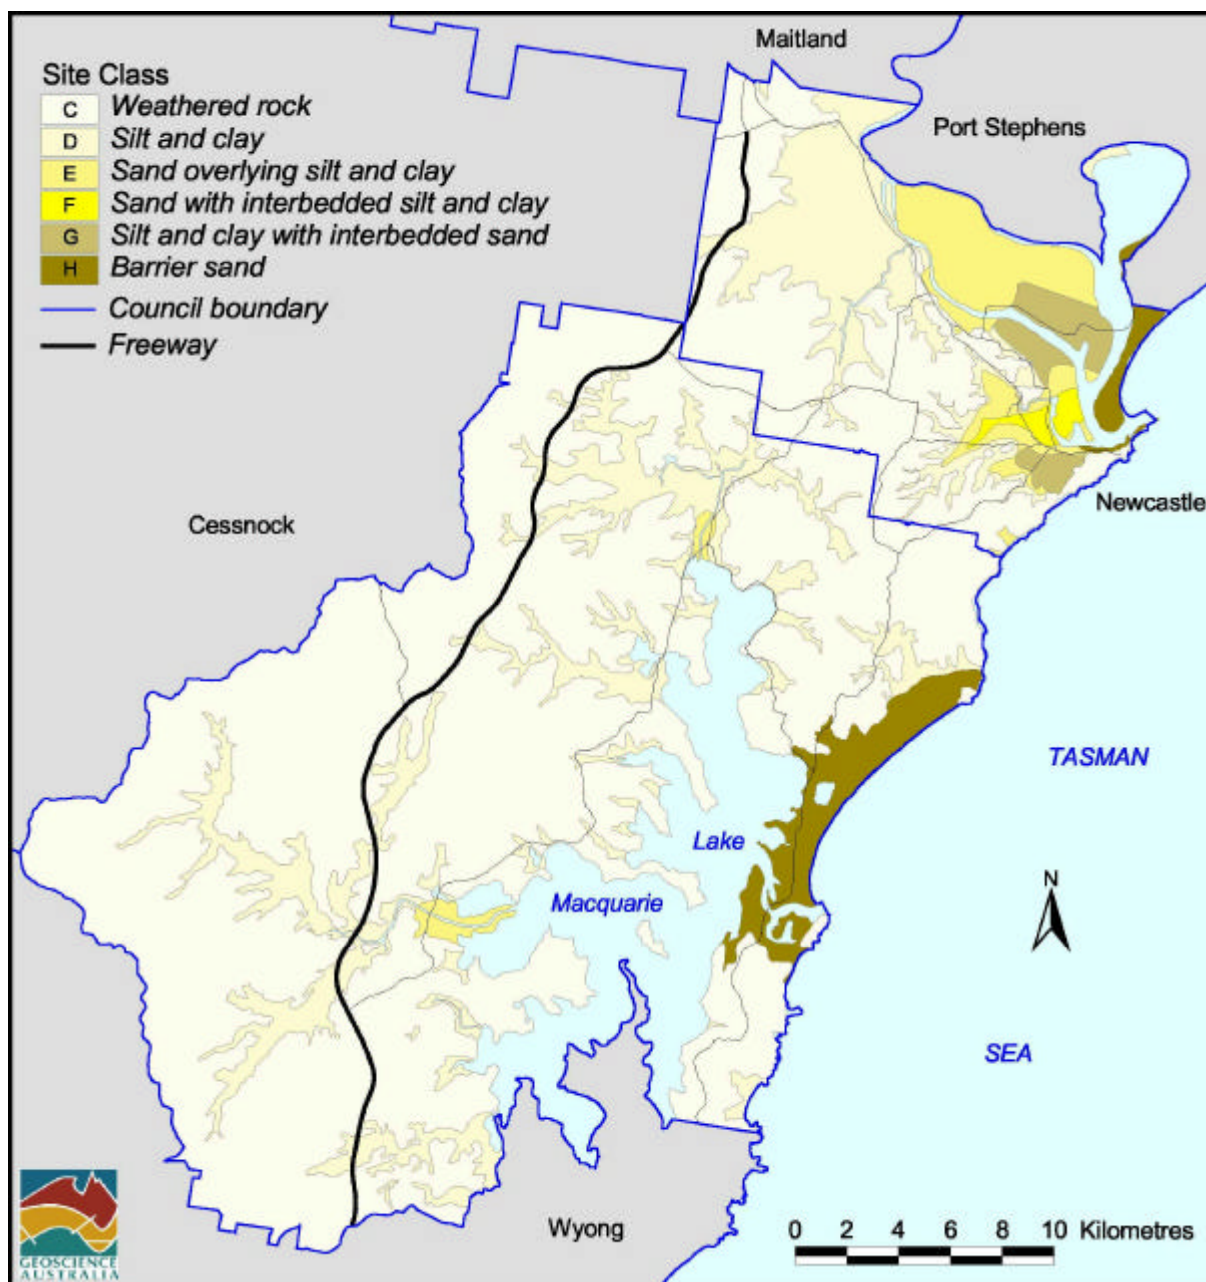 Maitland
Site Class
C Weathered rock
D Silt and clay
E Sand overlying silt and clay
F Sand with interbedded silt and clay
G Silt and clay with interbedded sand
H Barrier sand
Council boundary
Freeway
Port Stephens
Cessnock
Newcastle
TASMAN
Lake
Macquarie
N
SEA
Wyong
0 2 4 6 8 10 Kilometres
GEOSCIENCE
AUSTRALIA